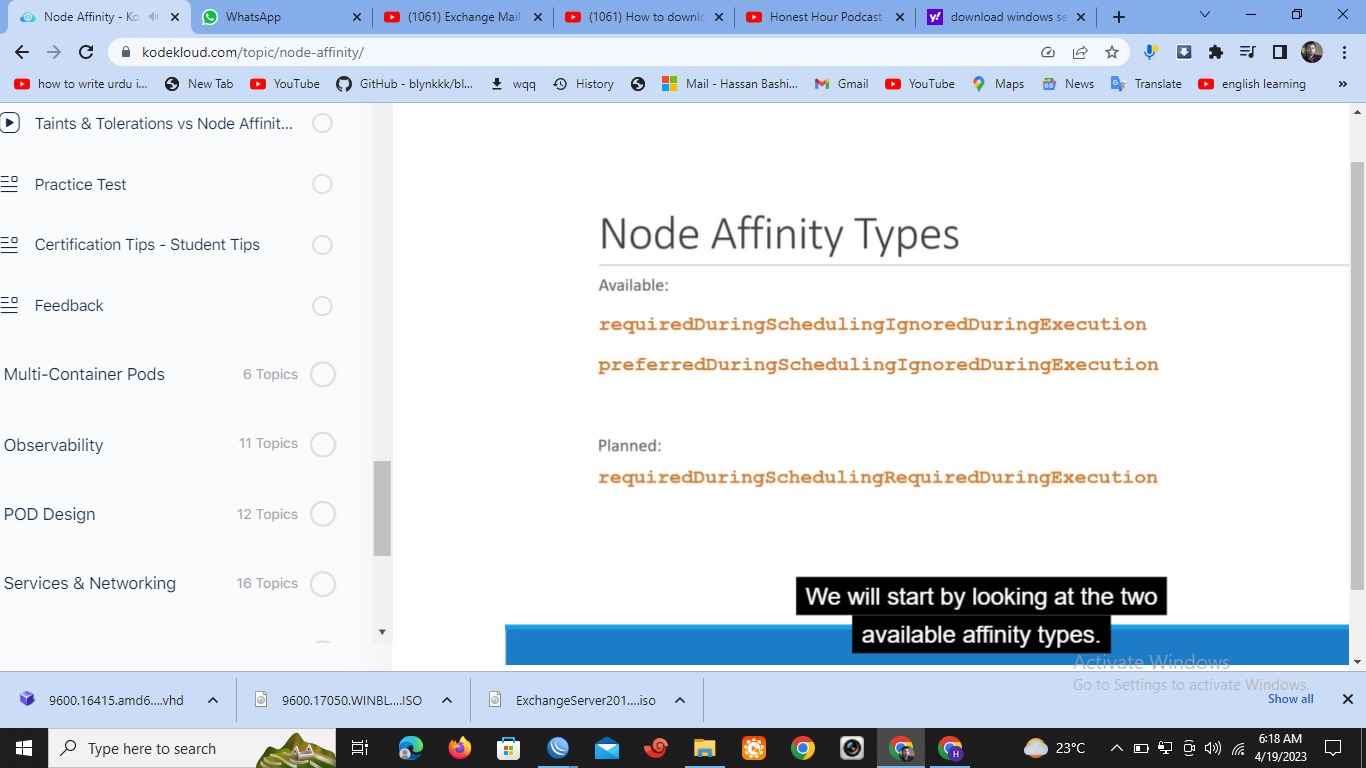 Node Affinity - Ko
WhatsApp
(1061) Exchange Mail
(1061) How to downlo
Honest Hour Podcast
download windows se
kodekloud.com/topic/node-affinity/
how to write urdu i...
New Tab
YouTube
GitHub - blynkkk/bl...
wqq
History
Mail - Hassan Bashi...
Gmail
YouTube
Maps
News
Translate
english learning
»
Taints & Tolerations vs Node Affinit...
Practice Test
Certification Tips - Student Tips
Feedback
Multi-Container Pods 6 Topics
Observability 11 Topics
POD Design 12 Topics
Services & Networking 16 Topics
Node Affinity Types
Available:
requiredDuringSchedulingIgnoredDuringExecution
preferredDuringSchedulingIgnoredDuringExecution
Planned:
requiredDuringSchedulingRequiredDuringExecution
We will start by looking at the two
available affinity types.
Activate Windows
Go to Settings to activate Windows.
9600.16415.amd6....vhd
9600.17050.WINBL....ISO
ExchangeServer201....iso
Show all
Type here to search
23°C
6:18 AM
4/19/2023